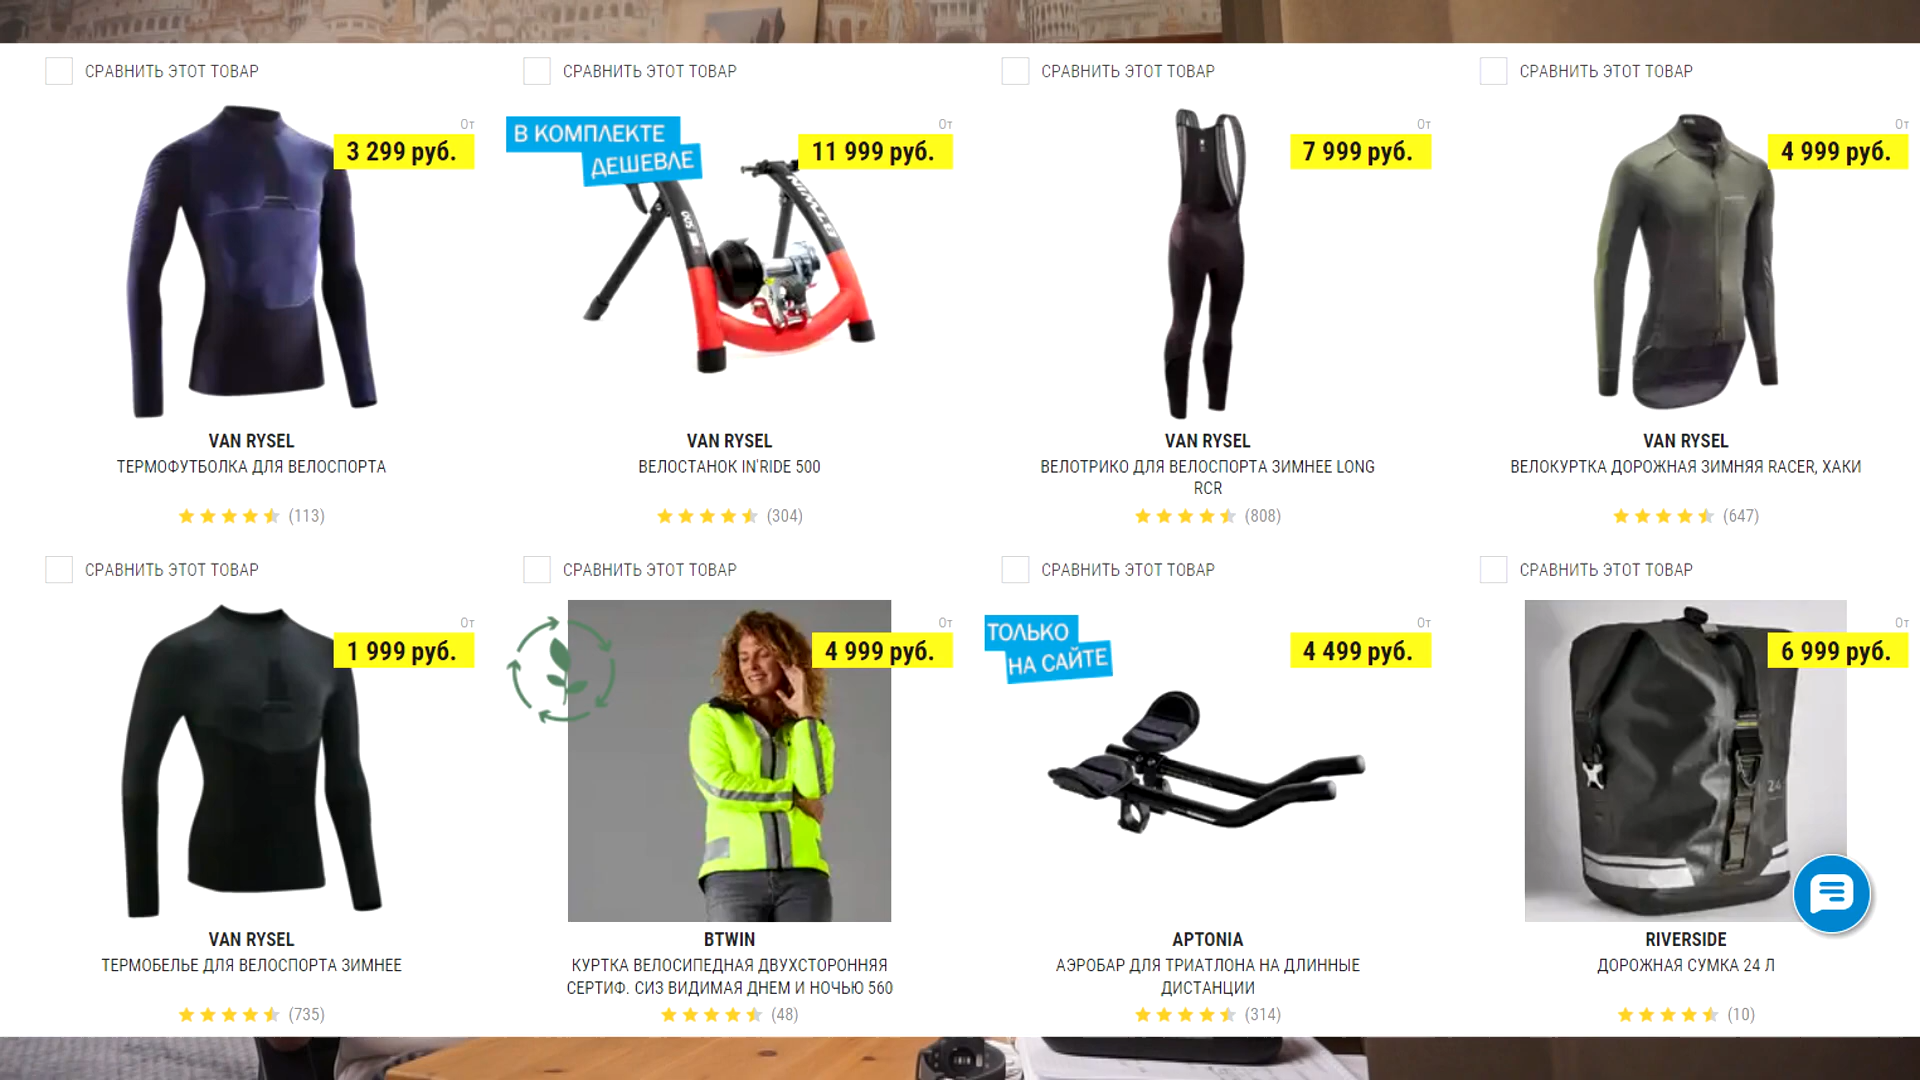 СРАВНИТЬ ЭТОТ ТОВАР
СРАВНИТЬ ЭТОТ ТОВАР
СРАВНИТЬ ЭТОТ ТОВАР
СРАВНИТЬ ЭТОТ ТОВАР
От
3 299 руб.
В КОМПЛЕКТЕ
ДЕШЕВЛЕ
От
11 999 руб.
BTWIN
500
От
7 999 руб.
От
4 999 руб.
VAN RYSEL
ТЕРМОФУТБОЛКА ДЛЯ ВЕЛОСПОРТА
(113)
VAN RYSEL
ВЕЛОСТАНОК IN'RIDE 500
(304)
VAN RYSEL
ВЕЛОТРИКО ДЛЯ ВЕЛОСПОРТА ЗИМНЕЕ LONG
RCR
(808)
VAN RYSEL
ВЕЛОКУРТКА ДОРОЖНАЯ ЗИМНЯЯ RACER, ХАКИ
(647)
СРАВНИТЬ ЭТОТ ТОВАР
СРАВНИТЬ ЭТОТ ТОВАР
СРАВНИТЬ ЭТОТ ТОВАР
СРАВНИТЬ ЭТОТ ТОВАР
От
1 999 руб.
От
4 999 руб.
ТОЛЬКО
НА САЙТЕ
От
4 499 руб.
От
6 999 руб.
24
VAN RYSEL
ТЕРМОБЕЛЬЕ ДЛЯ ВЕЛОСПОРТА ЗИМНЕЕ
(735)
BTWIN
КУРТКА ВЕЛОСИПЕДНАЯ ДВУХСТОРОННЯЯ
СЕРТИФ. СИЗ ВИДИМАЯ ДНЕМ И НОЧЬЮ 560
(48)
APTONIA
АЭРОБАР ДЛЯ ТРИАТЛОНА НА ДЛИННЫЕ
ДИСТАНЦИИ
(314)
RIVERSIDE
ДОРОЖНАЯ СУМКА 24 Л
(10)